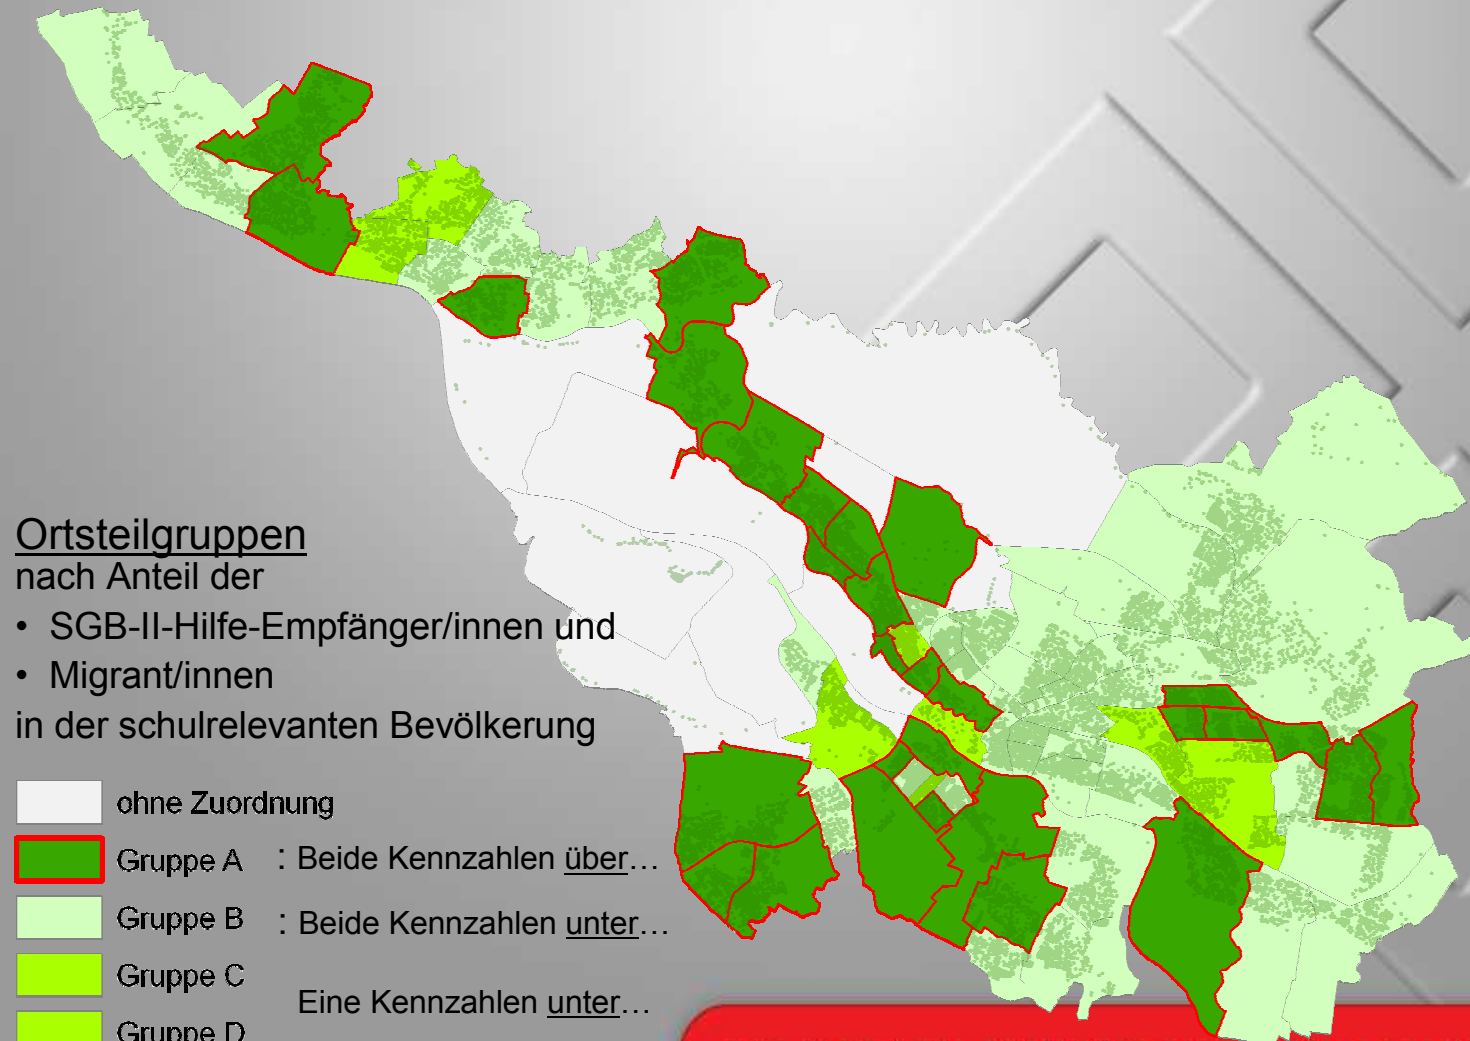 Ortsteilgruppen
nach Anteil der
• SGB-II-Hilfe-Empfänger/innen und
• Migrant/innen
in der schulrelevanten Bevölkerung
ohne Zuordnung
Gruppe A : Beide Kennzahlen über…
Gruppe B : Beide Kennzahlen unter…
Gruppe C
Eine Kennzahlen unter…
Gruppe D